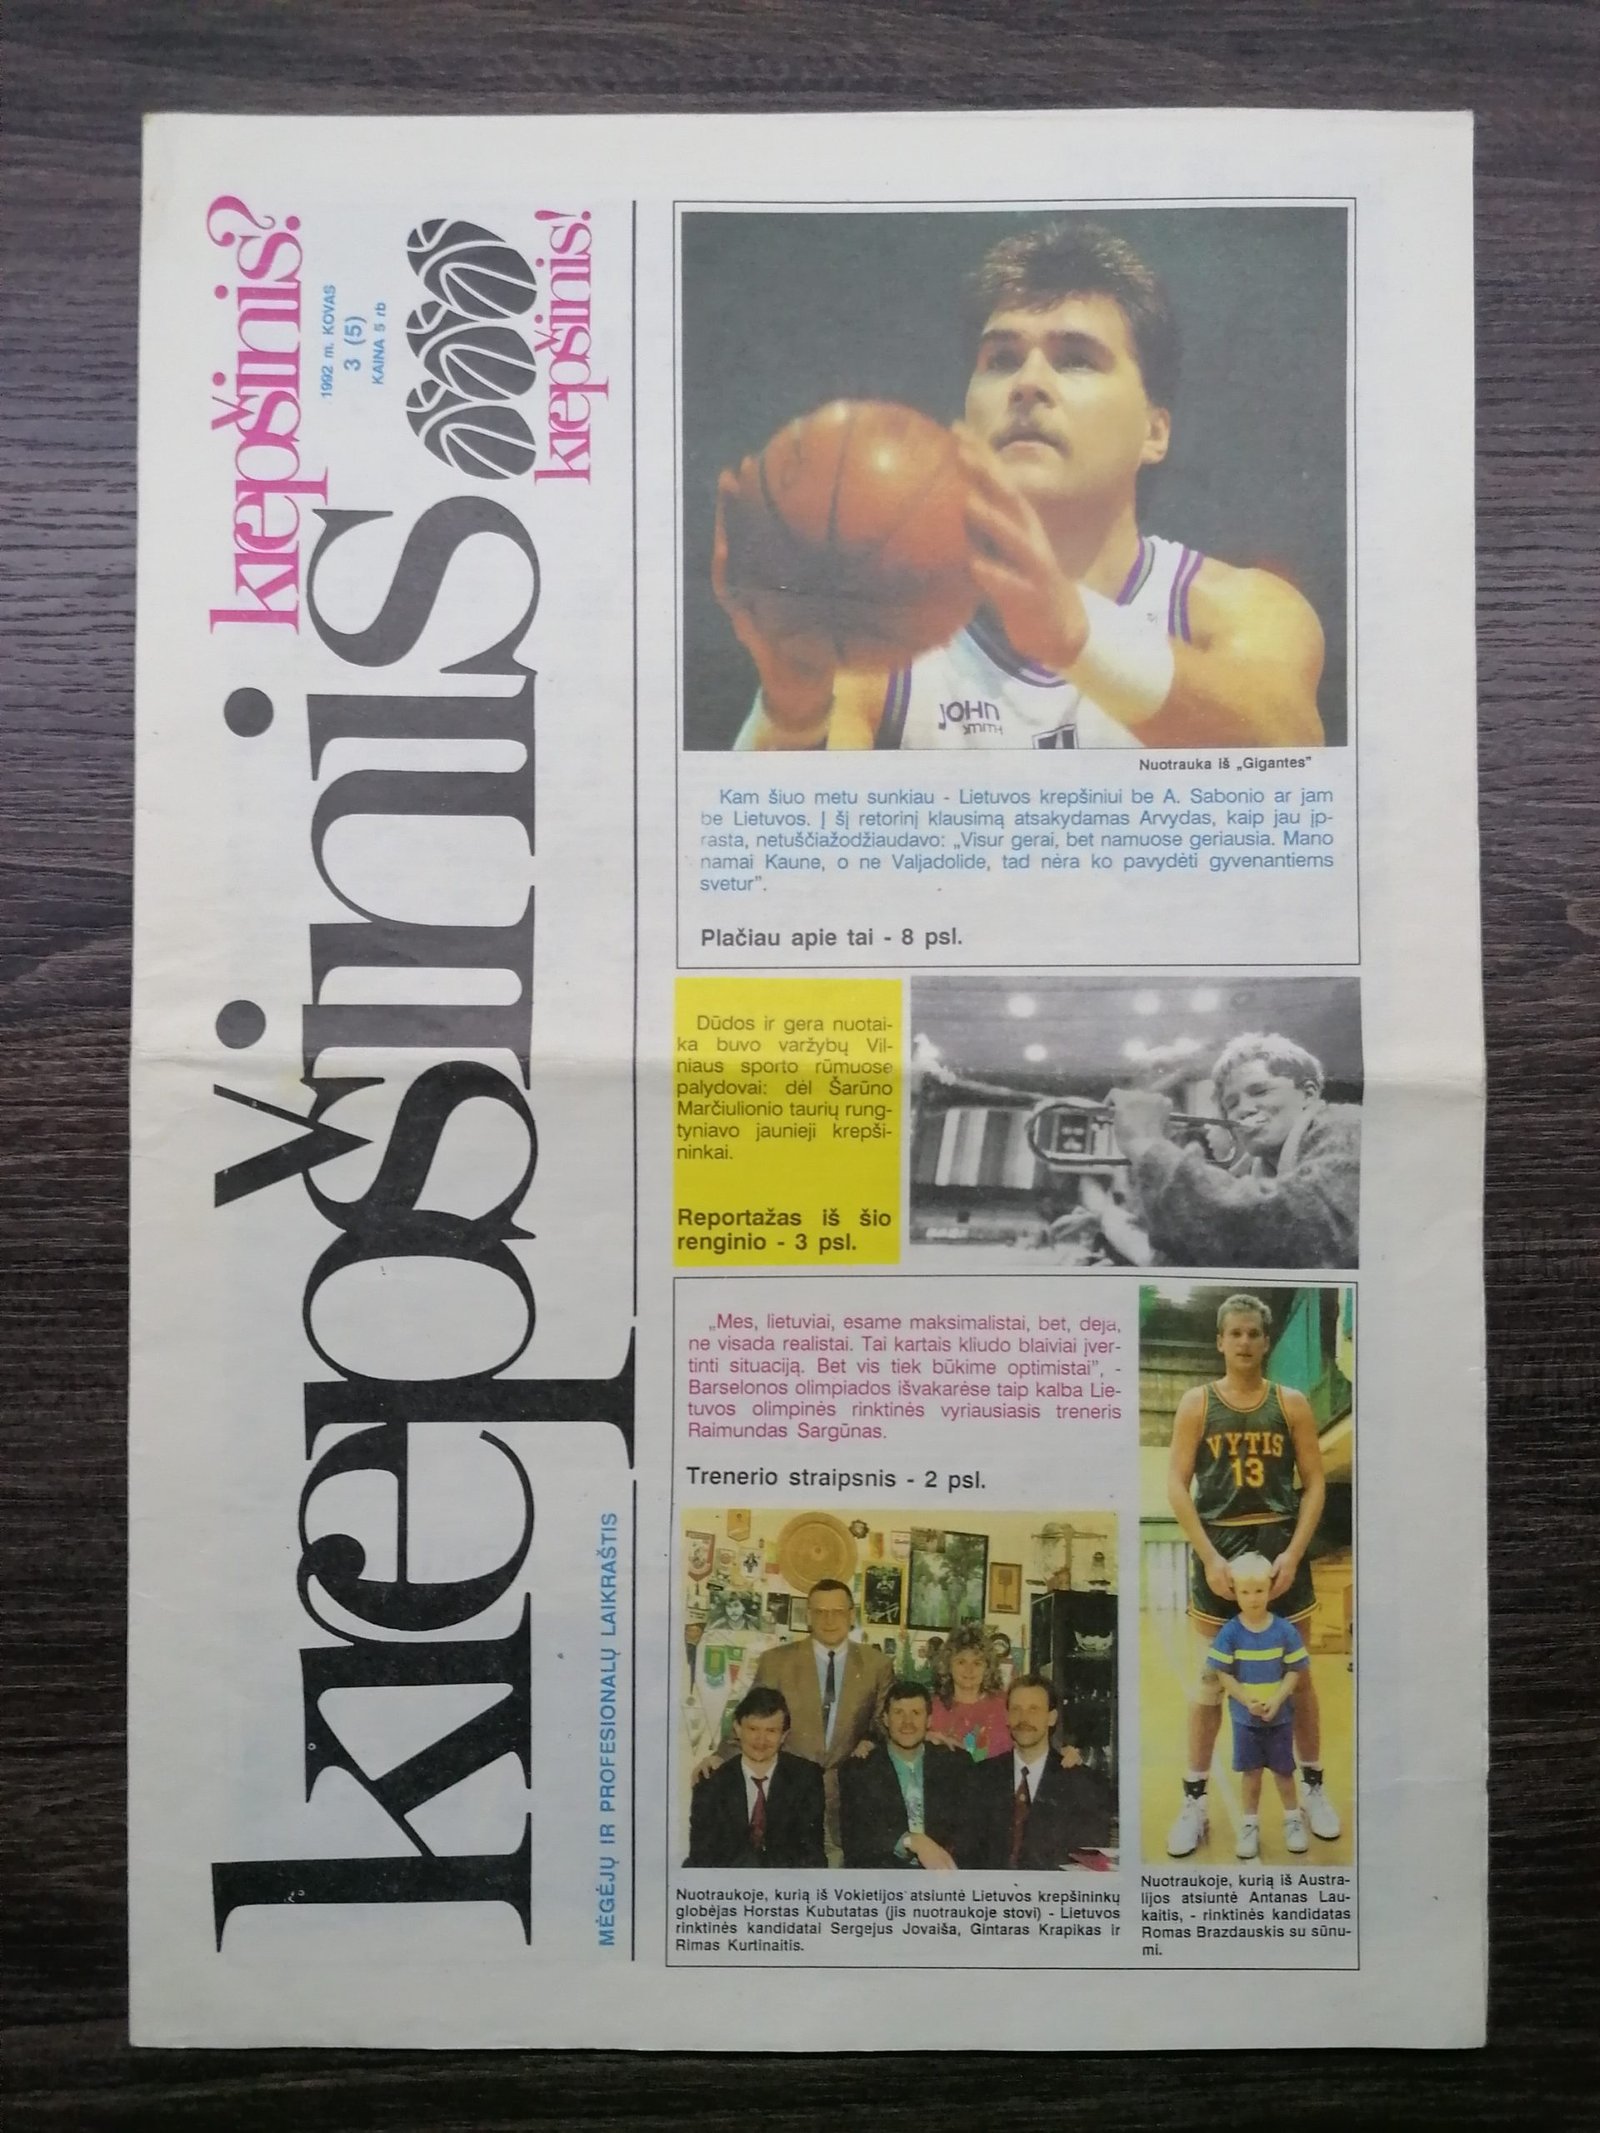 krepšinis?
1992 m. KOVAS
3 (5)
KAINA 5 rb
krepšinis
krepšinis!
MĖGĖJŲ IR PROFESIONALŲ LAIKRAŠTIS
JOHN
SMITH
Nuotrauka iš „Gigantes”
Kam šiuo metu sunkiau - Lietuvos krepšiniui be A. Sabonio ar jam
be Lietuvos. Į šį retorinį klausimą atsakydamas Arvydas, kaip jau įp-
rasta, netuščiažodžiaudavo: „Visur gerai, bet namuose geriausia. Mano
namai Kaune, o ne Valjadolide, tad nėra ko pavydėti gyvenantiems
svetur”.
Plačiau apie tai - 8 psl.
Dūdos ir gera nuotai-
ka buvo varžybų Vil-
niaus sporto rūmuose
palydovai: dėl Šarūno
Marčiulionio taurių rung-
tyniavo jaunieji krepši-
ninkai.
Reportažas iš šio
renginio - 3 psl.
„Mes, lietuviai, esame maksimalistai, bet, deja,
ne visada realistai. Tai kartais kliudo blaiviai įver-
tinti situaciją. Bet vis tiek būkime optimistai”, -
Barselonos olimpiados išvakarėse taip kalba Lie-
tuvos olimpinės rinktinės vyriausiasis treneris
Raimundas Sargūnas.
Trenerio straipsnis - 2 psl.
VYTIS
13
Nuotraukoje, kurią iš Vokietijos atsiuntė Lietuvos krepšininkų
globėjas Horstas Kubutatas (jis nuotraukoje stovi) - Lietuvos
rinktinės kandidatai Sergejus Jovaiša, Gintaras Krapikas ir
Rimas Kurtinaitis.
Nuotraukoje, kurią iš Austra-
lijos atsiuntė Antanas Lau-
kaitis, - rinktinės kandidatas
Romas Brazdauskis su sūnu-
mi.